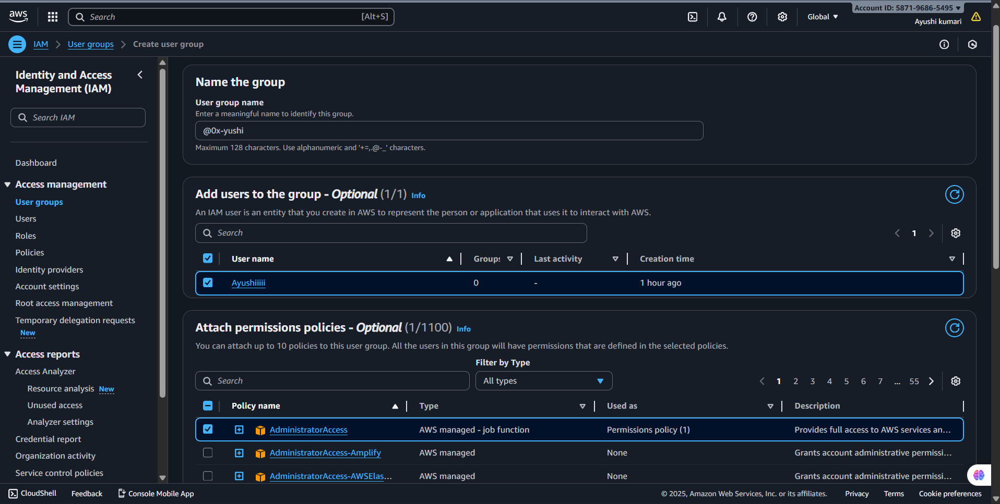 aws
Search
[Alt+S]
Global
Account ID: 5871-9686-5495
Ayushi kumari
IAM
User groups
Create user group
Identity and Access Management (IAM)
Search IAM
Dashboard
Access management
User groups
Users
Roles
Policies
Identity providers
Account settings
Root access management
Temporary delegation requests
New
Access reports
Access Analyzer
Resource analysis New
Unused access
Analyzer settings
Credential report
Organization activity
Service control policies
Name the group
User group name
Enter a meaningful name to identify this group.
@0x-yushi
Maximum 128 characters. Use alphanumeric and '+=,.@-_' characters.
Add users to the group - Optional (1/1) Info
An IAM user is an entity that you create in AWS to represent the person or application that uses it to interact with AWS.
Search
1
User name Groups Last activity Creation time
Ayushiiiii 0 - 1 hour ago
Attach permissions policies - Optional (1/1100) Info
You can attach up to 10 policies to this user group. All the users in this group will have permissions that are defined in the selected policies.
Filter by Type
Search
All types
1 2 3 4 5 6 7 ... 55
Policy name Type Used as Description
AdministratorAccess AWS managed - job function Permissions policy (1) Provides full access to AWS services an...
AdministratorAccess-Amplify AWS managed None Grants account administrative permissi...
AdministratorAccess-AWSElas... AWS managed None Grants account administrative permissi...
CloudShell Feedback Console Mobile App © 2025, Amazon Web Services, Inc. or its affiliates. Privacy Terms Cookie preferences